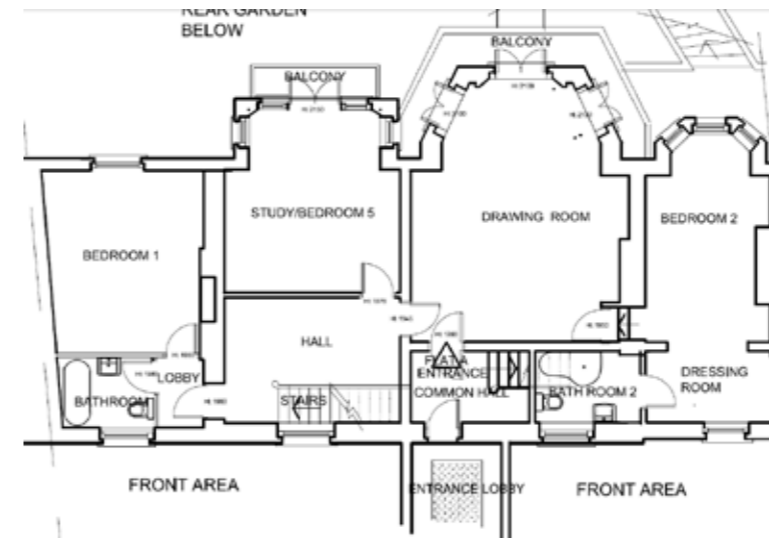 REAR GARDEN
BELOW
BALCONY
BALCONY
STUDY/BEDROOM 5
DRAWING ROOM
BEDROOM 2
BEDROOM 1
HALL
LOBBY
BATHROOM
STAIRS
FLAT A
ENTRANCE
COMMON HALL
BATH ROOM 2
DRESSING
ROOM
FRONT AREA
ENTRANCE LOBBY
FRONT AREA